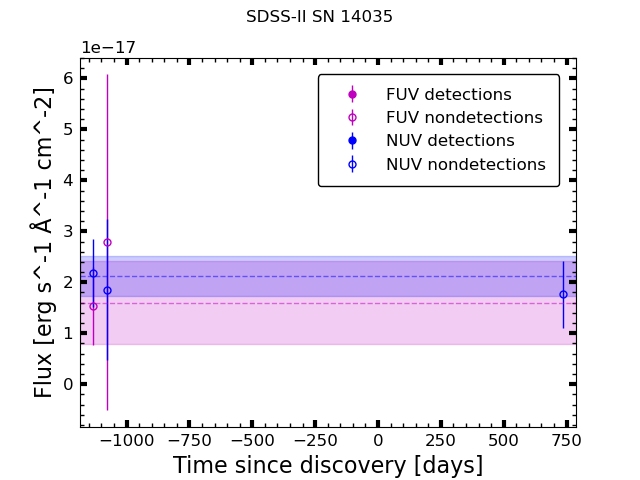 SDSS-II SN 14035
1e−17
FUV detections
FUV nondetections
NUV detections
NUV nondetections
6
5
4
3
2
1
0
Flux [erg s^-1 Å^-1 cm^-2]
−1000 −750 −500 −250 0 250 500 750
Time since discovery [days]